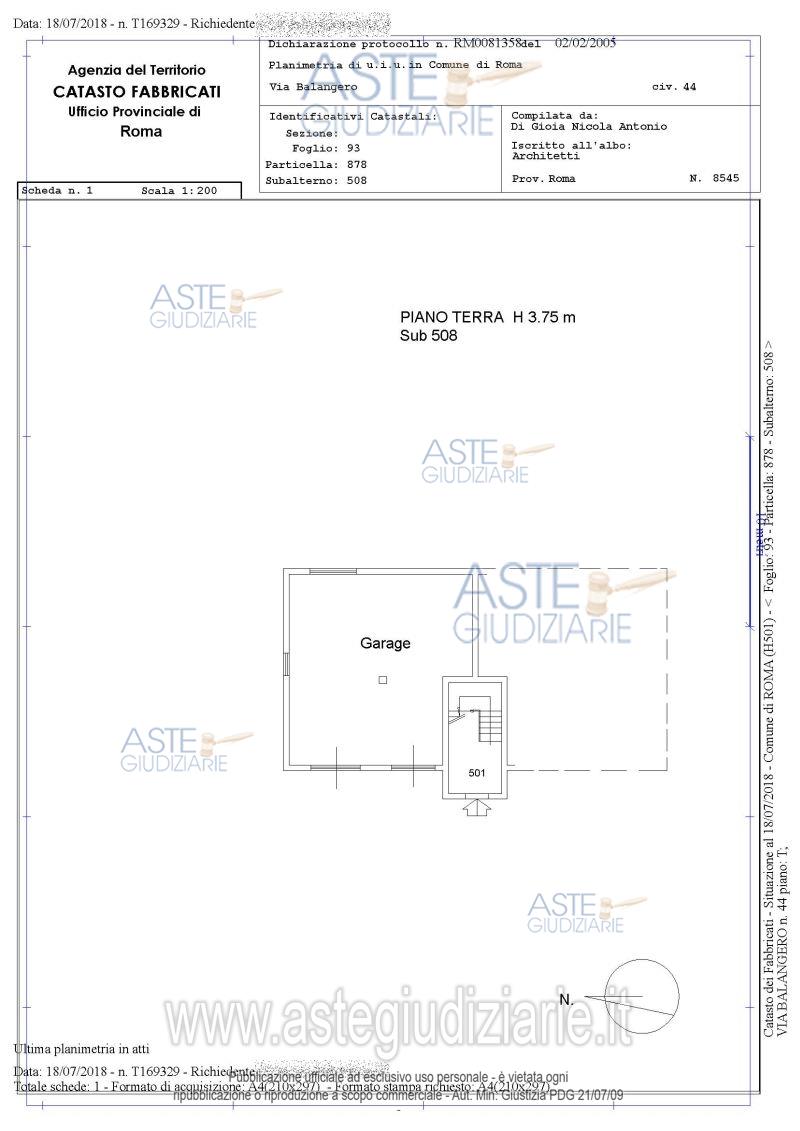 Data: 18/07/2018 - n. T169329 - Richiedente
Agenzia del Territorio
CATASTO FABBRICATI
Ufficio Provinciale di
Roma
Dichiarazione protocollo n. RM0081358del 02/02/2005
Planimetria di u.i.u.in Comune di Roma
Via Balangero civ. 44
Identificativi Catastali:
Sezione:
Foglio: 93
Particella: 878
Subalterno: 508
Compilata da:
Di Gioia Nicola Antonio
Iscritto all'albo:
Architetti
Prov. Roma N. 8545
Scheda n. 1 Scala 1:200
ASTE
GIUDIZIARIE
ASTE
GIUDIZIARIE
PIANO TERRA H 3.75 m
Sub 508
ASTE
GIUDIZIARIE
10 metri
ASTE
GIUDIZIARIE
Garage
ASTE
GIUDIZIARIE
501
ASTE
GIUDIZIARIE
N.
www.astegiudiziarie.it
Catasto dei Fabbricati - Situazione al 18/07/2018 - Comune di ROMA (H501) - < Foglio: 93 - Particella: 878 - Subalterno: 508 >
VIA BALANGERO n. 44 piano: T;
Ultima planimetria in atti
Data: 18/07/2018 - n. T169329 - Richiedente
Totale schede: 1 - Formato di acquisizione: A4(210x297) - Formato stampa richiesto: A4(210x297)
Pubblicazione ufficiale ad esclusivo uso personale - è vietata ogni
ripubblicazione o riproduzione a scopo commerciale - Aut. Min. Giustizia PDG 21/07/09